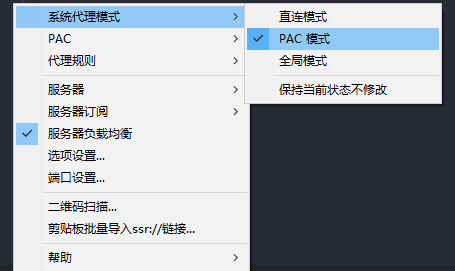 系统代理模式
PAC
代理规则
服务器
服务器订阅
服务器负载均衡
选项设置...
端口设置...
二维码扫描...
剪贴板批量导入ssr://链接...
帮助
直连模式
PAC 模式
全局模式
保持当前状态不修改